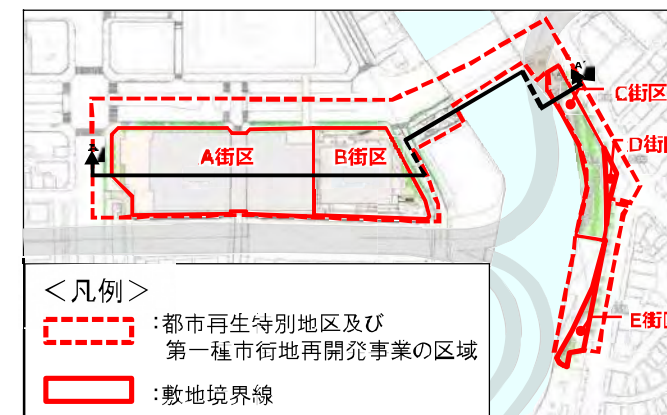 A'
C街区
A街区
B街区
D街
E街
＜凡例＞
:都市再生特別地区及び
第一種市街地再開発事業の区域
:敷地境界線